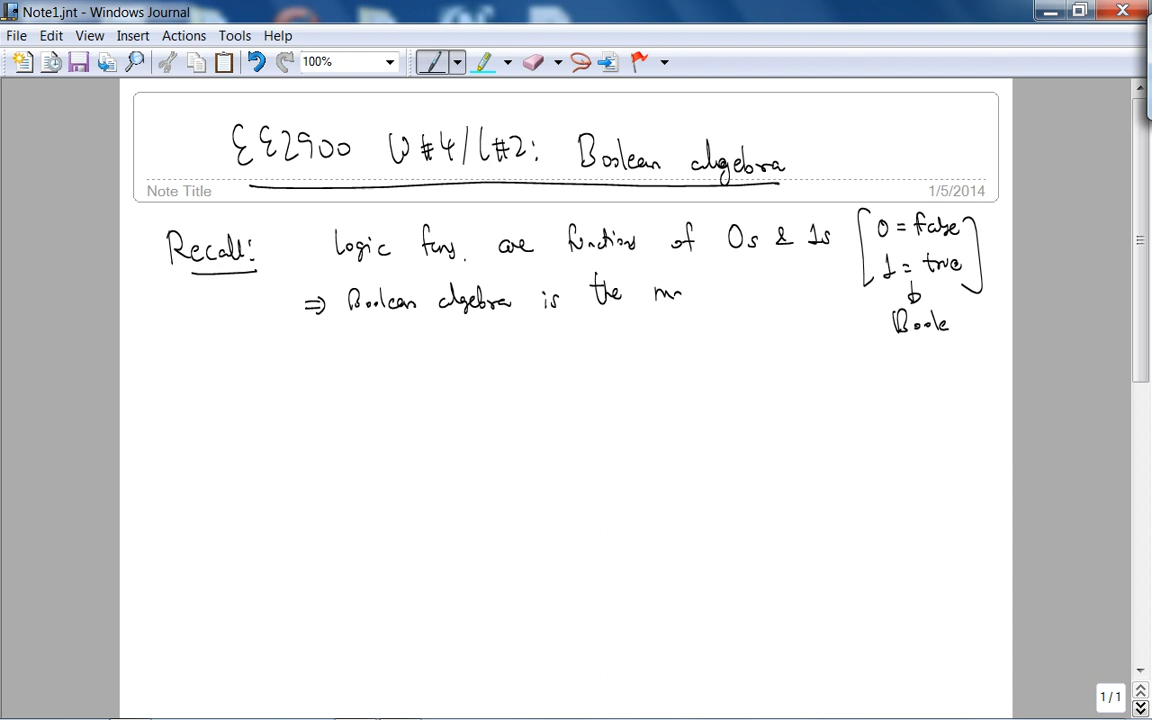 Note1.jnt - Windows Journal
File Edit View Insert Actions Tools Help
100%
EE2900 W#4/L#2: Boolean algebra
Note Title 1/5/2014
Recall: Logic fxns. are functions of 0s & 1s [0 = false
1 = true]
⇒ Boolean algebra is the
Boole
1/1